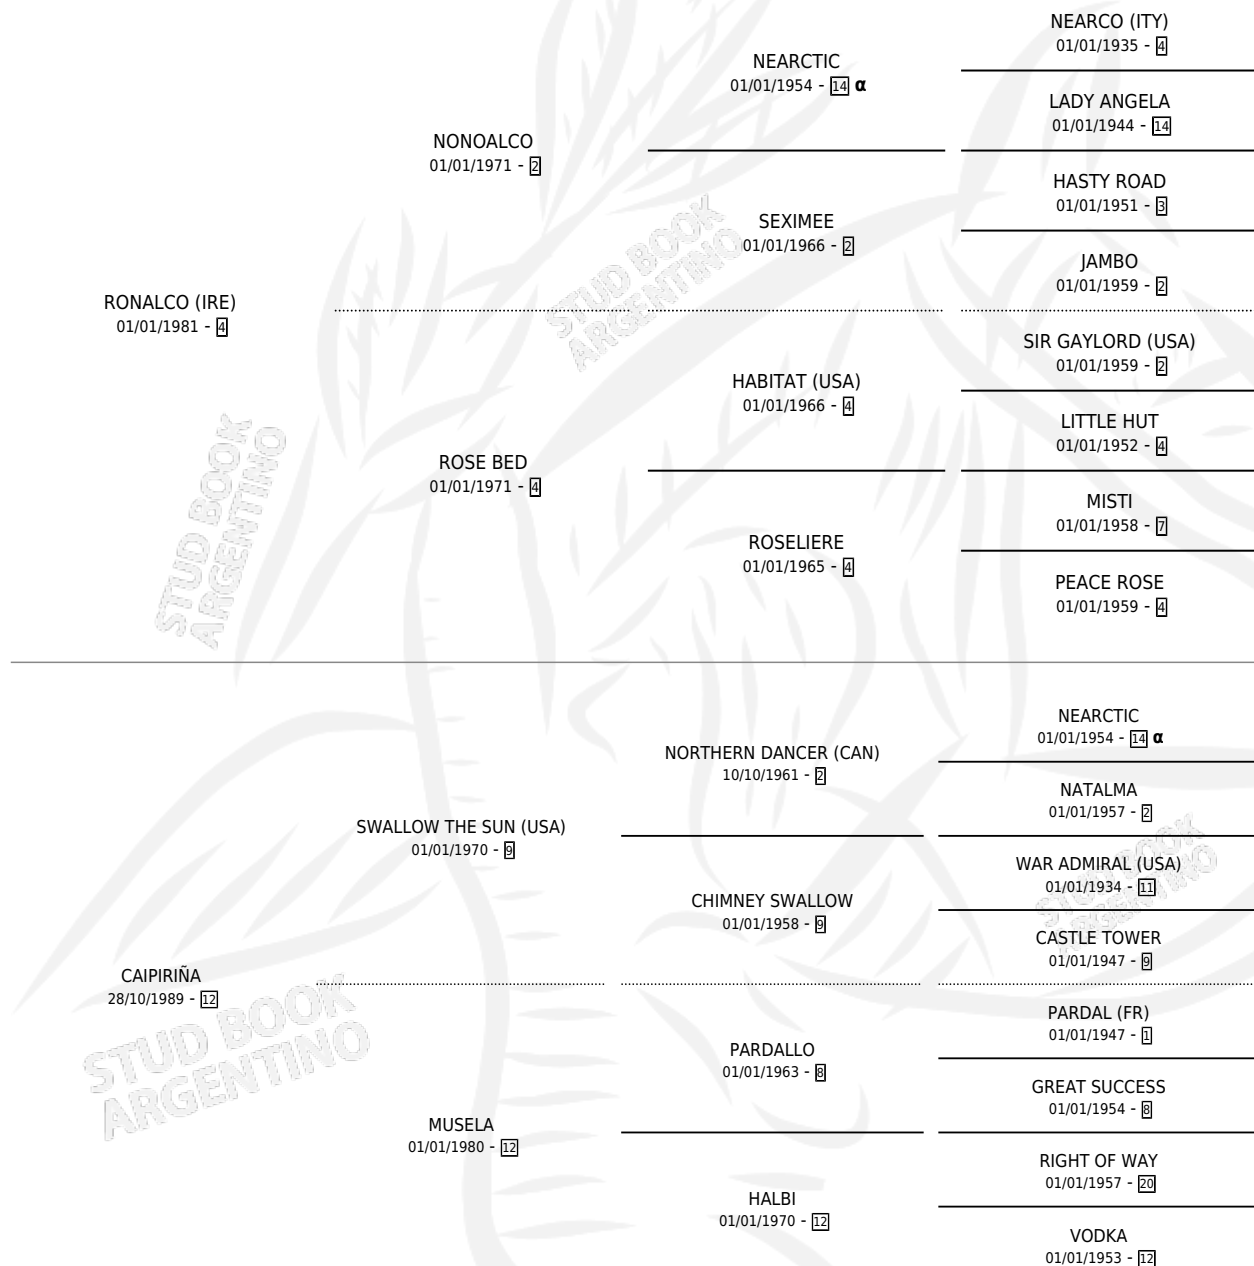 NEARCO (ITY)
01/01/1935 - 4
NEARCTIC
01/01/1954 - 14 α
LADY ANGELA
01/01/1944 - 14
NONOALCO
01/01/1971 - 2
HASTY ROAD
01/01/1951 - 3
SEXIMEE
01/01/1966 - 2
JAMBO
01/01/1959 - 2
RONALCO (IRE)
01/01/1981 - 4
SIR GAYLORD (USA)
01/01/1959 - 2
HABITAT (USA)
01/01/1966 - 4
LITTLE HUT
01/01/1952 - 4
ROSE BED
01/01/1971 - 4
MISTI
01/01/1958 - 7
ROSELIERE
01/01/1965 - 4
PEACE ROSE
01/01/1959 - 4
NEARCTIC
01/01/1954 - 14 α
NORTHERN DANCER (CAN)
10/10/1961 - 2
NATALMA
01/01/1957 - 2
SWALLOW THE SUN (USA)
01/01/1970 - 9
WAR ADMIRAL (USA)
01/01/1934 - 11
CHIMNEY SWALLOW
01/01/1958 - 9
CASTLE TOWER
01/01/1947 - 9
CAIPIRIÑA
28/10/1989 - 12
PARDAL (FR)
01/01/1947 - 1
PARDALLO
01/01/1963 - 8
GREAT SUCCESS
01/01/1954 - 8
MUSELA
01/01/1980 - 12
RIGHT OF WAY
01/01/1957 - 20
HALBI
01/01/1970 - 12
VODKA
01/01/1953 - 12
STUD BOOK
ARGENTINO
STUD BOOK
ARGENTINO
STUD BOOK
ARGENTINO
STUD BOOK
ARGENTINO